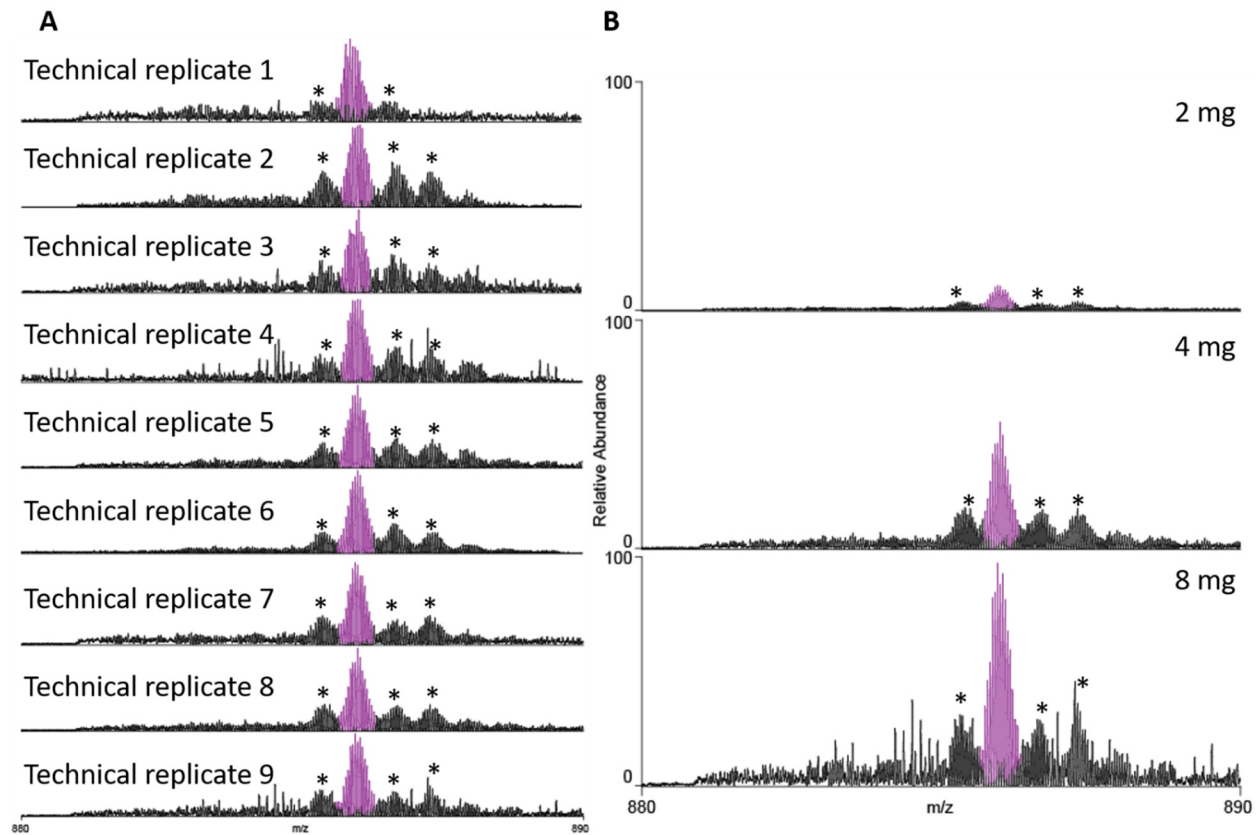 A
Technical replicate 1
* *
Technical replicate 2
* * *
Technical replicate 3
* * *
Technical replicate 4
* * *
Technical replicate 5
* * *
Technical replicate 6
* * *
Technical replicate 7
* * *
Technical replicate 8
* * *
Technical replicate 9
* * *
880 m/z 890
B
100
2 mg
* * *
0
100
4 mg
Relative Abundance
* * *
0
100
8 mg
* * *
0
880 m/z 890